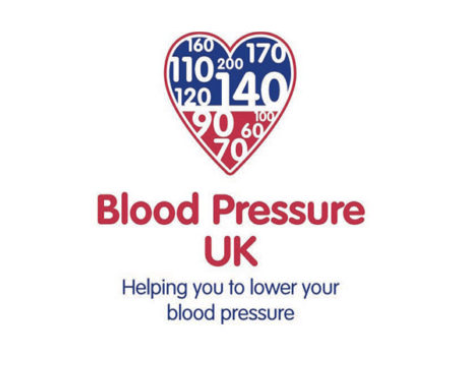 160 170
110 200
120 140
90 100
60
70
Blood Pressure
UK
Helping you to lower your
blood pressure